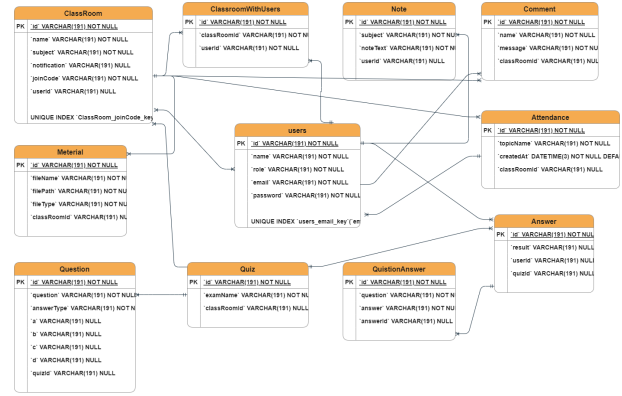 ClassRoom
PK `id` VARCHAR(191) NOT NULL
`name` VARCHAR(191) NOT NULL
`subject` VARCHAR(191) NOT NULL
`notification` VARCHAR(191) NOT NULL
`joinCode` VARCHAR(191) NOT NULL
`userId` VARCHAR(191) NULL
UNIQUE INDEX `ClassRoom_joinCode_key
ClassroomWithUsers
PK `id` VARCHAR(191) NOT NULL
`classRoomId` VARCHAR(191) NOT NU
`userId` VARCHAR(191) NOT NULL
Note
PK `id` VARCHAR(191) NOT NULL
`subject` VARCHAR(191) NOT NULL
`noteText` VARCHAR(191) NOT NULL
`userId` VARCHAR(191) NULL
Comment
PK `id` VARCHAR(191) NOT NULL
`name` VARCHAR(191) NOT NULL
`message` VARCHAR(191) NOT NU
`classRoomId` VARCHAR(191) NU
Meterial
PK `id` VARCHAR(191) NOT NULL
`fileName` VARCHAR(191) NOT N
`filePath` VARCHAR(191) NOT NU
`fileType` VARCHAR(191) NOT NU
`classRoomId` VARCHAR(191) NU
users
PK `id` VARCHAR(191) NOT NULL
`name` VARCHAR(191) NOT NULL
`role` VARCHAR(191) NOT NULL
`email` VARCHAR(191) NOT NULL
`password` VARCHAR(191) NOT NULL
UNIQUE INDEX `users_email_key`(`em
Attendance
PK `id` VARCHAR(191) NOT NULL
`topicName` VARCHAR(191) NOT NULL
`createdAt` DATETIME(3) NOT NULL DEFA
`classRoomId` VARCHAR(191) NULL
Answer
PK `id` VARCHAR(191) NOT NULL
`result` VARCHAR(191) NULL
`userId` VARCHAR(191) NULL
`quizId` VARCHAR(191) NULL
Question
PK `id` VARCHAR(191) NOT NULL
`question` VARCHAR(191) NOT NUL
`answerType` VARCHAR(191) NOT N
`a` VARCHAR(191) NULL
`b` VARCHAR(191) NULL
`c` VARCHAR(191) NULL
`d` VARCHAR(191) NULL
`quizId` VARCHAR(191) NULL
Quiz
PK `id` VARCHAR(191) NOT NULL
`examName` VARCHAR(191) NOT NUL
`classRoomId` VARCHAR(191) NULL
QuistionAnswer
PK `id` VARCHAR(191) NOT NULL
`question` VARCHAR(191) NOT NU
`answer` VARCHAR(191) NOT NUL
`answerId` VARCHAR(191) NULL